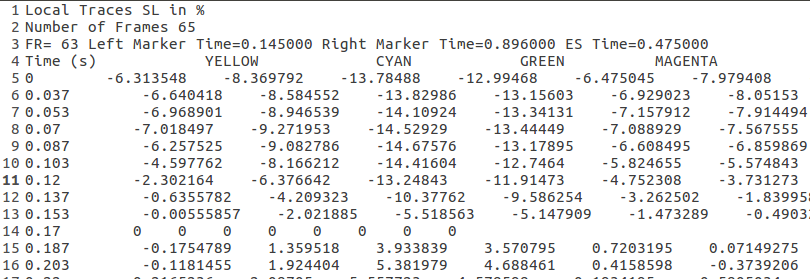 1 Local Traces SL in %
2 Number of Frames 65
3 FR= 63 Left Marker Time=0.145000 Right Marker Time=0.896000 ES Time=0.475000
4 Time (s) YELLOW CYAN GREEN MAGENTA
5 0 -6.313548 -8.369792 -13.78488 -12.99468 -6.475045 -7.979408
6 0.037 -6.640418 -8.584552 -13.82986 -13.15603 -6.929023 -8.05153
7 0.053 -6.968901 -8.946539 -14.10924 -13.34131 -7.157912 -7.914494
8 0.07 -7.018497 -9.271953 -14.52929 -13.44449 -7.088929 -7.567555
9 0.087 -6.257525 -9.082786 -14.67576 -13.17895 -6.608495 -6.859869
10 0.103 -4.597762 -8.166212 -14.41604 -12.7464 -5.824655 -5.574843
11 0.12 -2.302164 -6.376642 -13.24843 -11.91473 -4.752308 -3.731273
12 0.137 -0.6355782 -4.209323 -10.37762 -9.586254 -3.262502 -1.83995
13 0.153 -0.00555857 -2.021885 -5.518563 -5.147909 -1.473289 -0.4903
14 0.17 0 0 0 0 0 0 0 0
15 0.187 -0.1754789 1.359518 3.933839 3.570795 0.7203195 0.07149275
16 0.203 -0.1181455 1.924404 5.381979 4.688461 0.4158598 -0.3739206